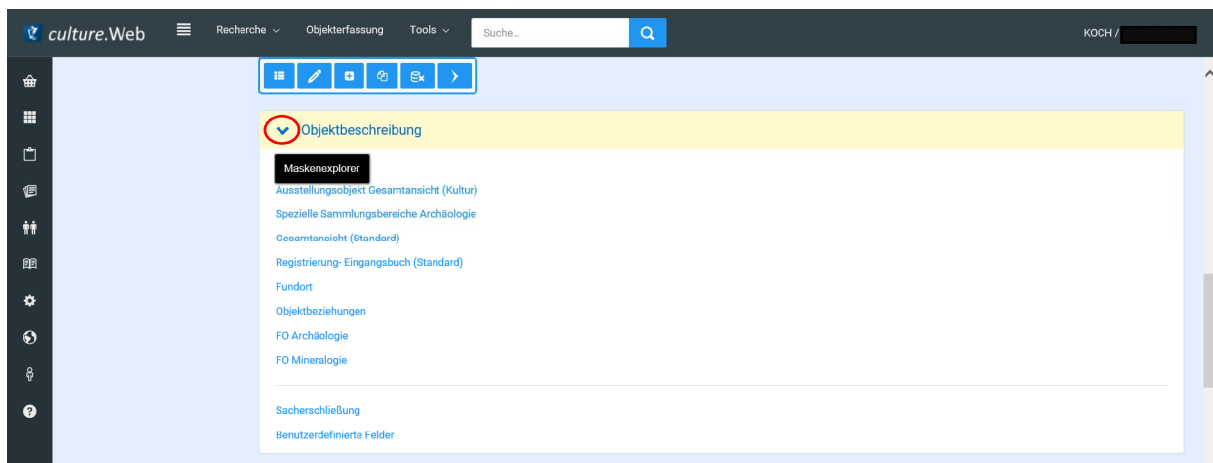 culture.Web Recherche Objekterfassung Tools Suche... KOCH /
Objektbeschreibung
Maskenexplorer
Ausstellungsobjekt Gesamtansicht (Kultur)
Spezielle Sammlungsbereiche Archäologie
Gesamtansicht (Standard)
Registrierung- Eingangsbuch (Standard)
Fundort
Objektbeziehungen
FO Archäologie
FO Mineralogie
Sacherschließung
Benutzerdefinierte Felder